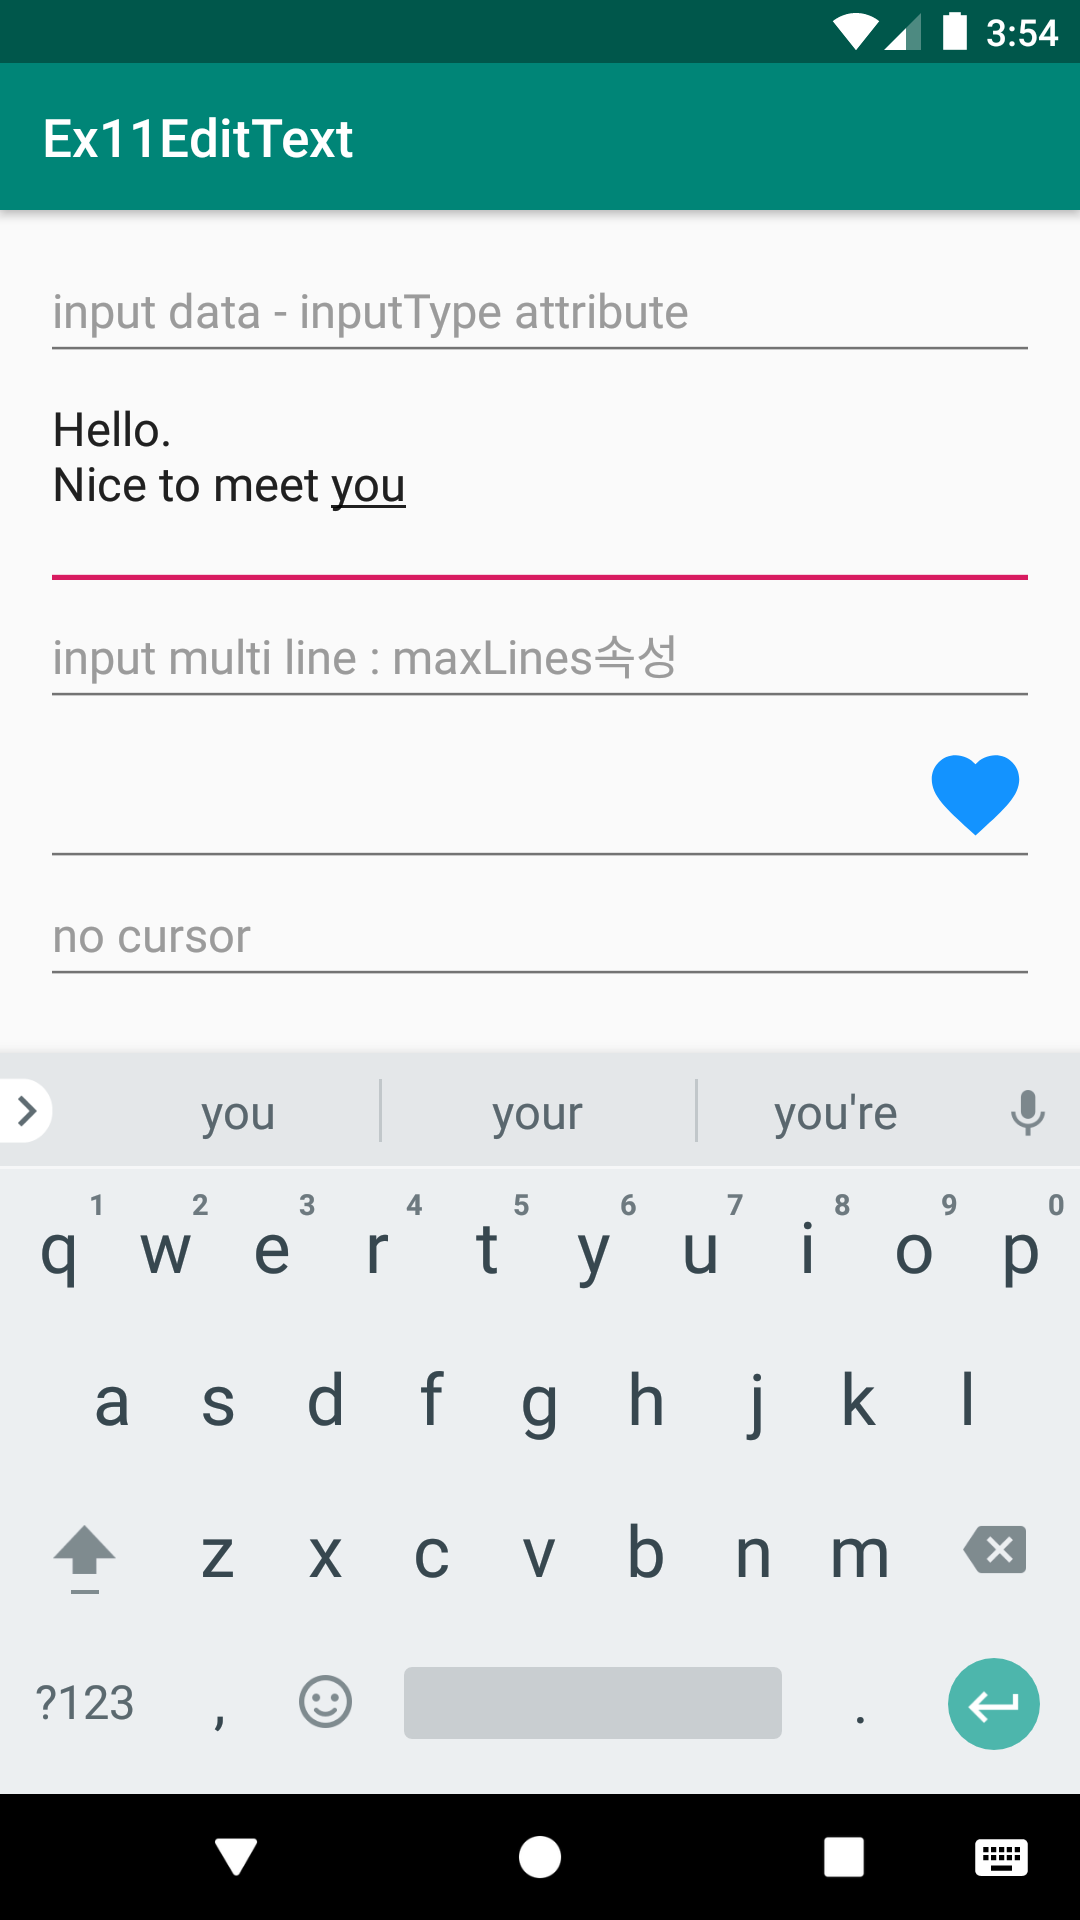 3:54
Ex11EditText
input data - inputType attribute
Hello.
Nice to meet you
input multi line : maxLines속성
no cursor
you your you're
1 2 3 4 5 6 7 8 9 0
q w e r t y u i o p
a s d f g h j k l
z x c v b n m
?123 , .